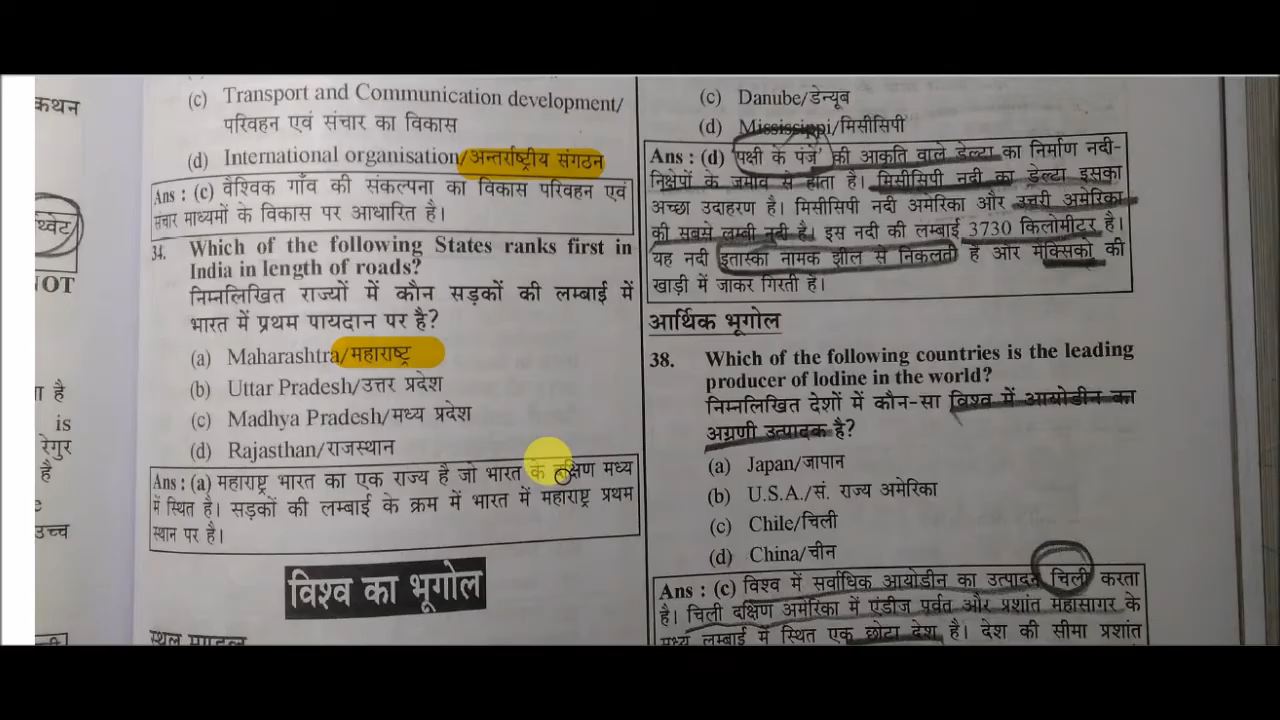 कथन
थ्वेट
NOT
ा है
is
रेगुर
है
उच्च
(c) Transport and Communication development/
परिवहन एवं संचार का विकास
(d) International organisation/अन्तर्राष्ट्रीय संगठन
Ans : (c) वैश्विक गाँव की संकल्पना का विकास परिवहन एवं
संचार माध्यमों के विकास पर आधारित है।
34. Which of the following States ranks first in
India in length of roads?
निम्नलिखित राज्यों में कौन सड़कों की लम्बाई में
भारत में प्रथम पायदान पर है?
(a) Maharashtra/महाराष्ट्र
(b) Uttar Pradesh/उत्तर प्रदेश
(c) Madhya Pradesh/मध्य प्रदेश
(d) Rajasthan/राजस्थान
Ans : (a) महाराष्ट्र भारत का एक राज्य है जो भारत के दक्षिण मध्य
में स्थित है। सड़कों की लम्बाई के क्रम में भारत में महाराष्ट्र प्रथम
स्थान पर है।
विश्व का भूगोल
(c) Danube/डेन्यूब
(d) Mississippi/मिसीसिपी
Ans : (d) 'पक्षी के पंजे' की आकृति वाले डेल्टा का निर्माण नदी-
निक्षेपों के जमाव से होता है। मिसीसिपी नदी का डेल्टा इसका
अच्छा उदाहरण है। मिसीसिपी नदी अमेरिका और उत्तरी अमेरिका
की सबसे लम्बी नदी है। इस नदी की लम्बाई 3730 किलोमीटर है।
यह नदी इतास्का नामक झील से निकलती है और मेक्सिको की
खाड़ी में जाकर गिरती है।
आर्थिक भूगोल
38. Which of the following countries is the leading
producer of Iodine in the world?
निम्नलिखित देशों में कौन-सा विश्व में आयोडीन का
अग्रणी उत्पादक है?
(a) Japan/जापान
(b) U.S.A./सं. राज्य अमेरिका
(c) Chile/चिली
(d) China/चीन
Ans : (c) विश्व में सर्वाधिक आयोडीन का उत्पादन चिली करता
है। चिली दक्षिण अमेरिका में एंडीज पर्वत और प्रशांत महासागर के
मध्य लम्बाई में स्थित एक छोटा देश है। देश की सीमा प्रशांत